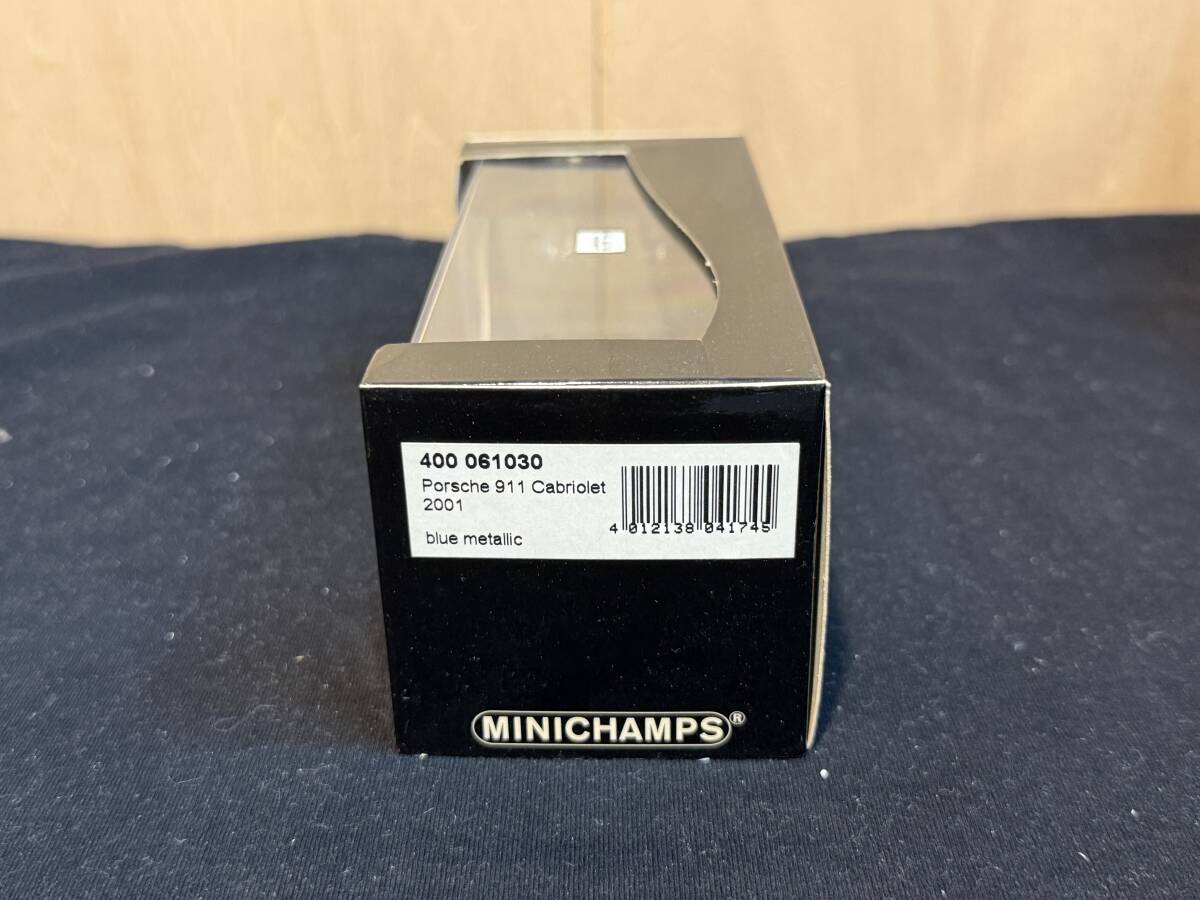 400 061030
Porsche 911 Cabriolet
2001
blue metallic
4 012138 041745
MINICHAMPS®